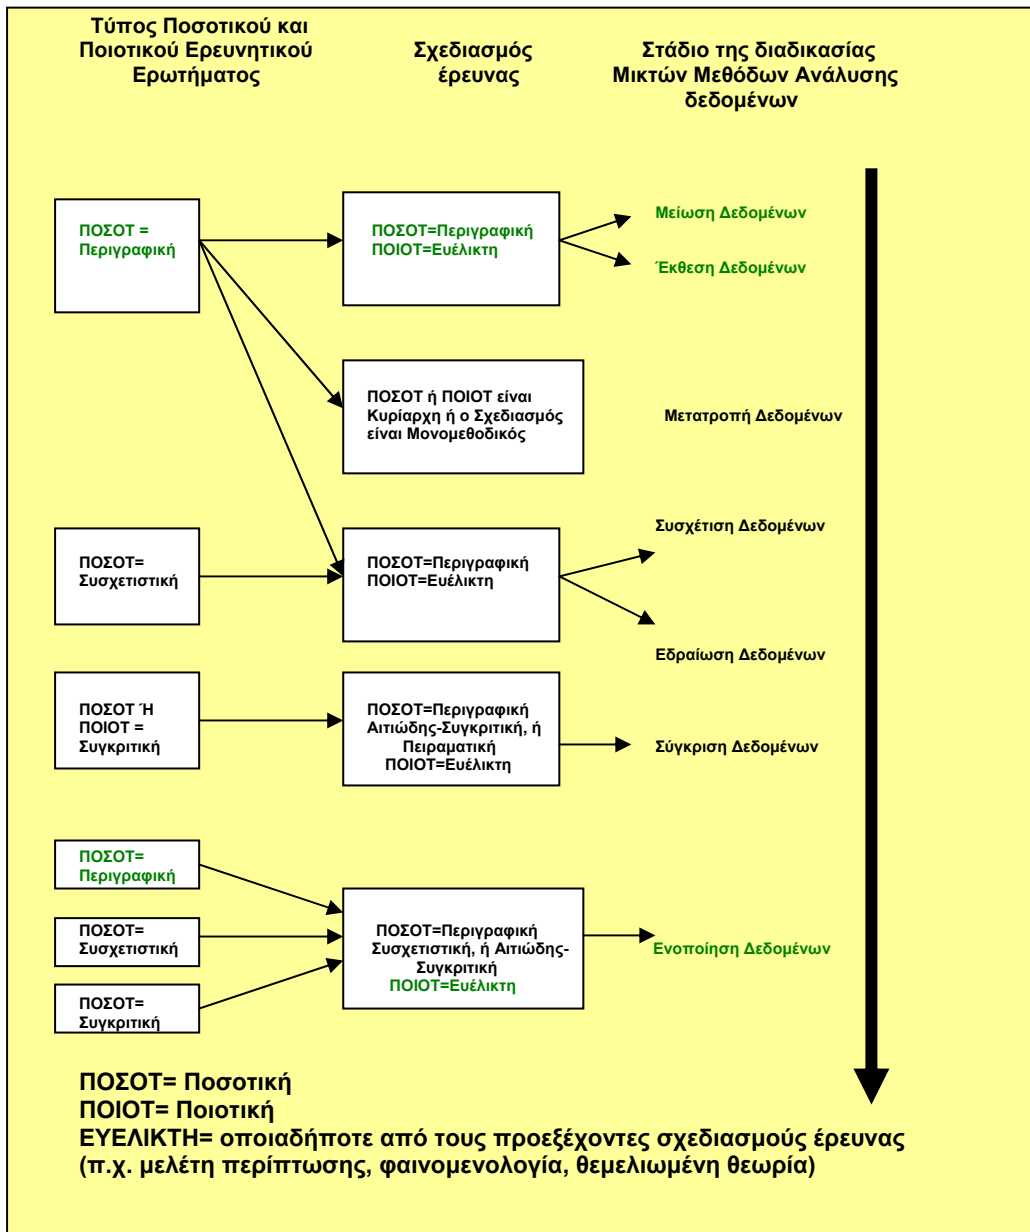 Τύπος Ποσοτικού και
Ποιοτικού Ερευνητικού
Ερωτήματος
Σχεδιασμός
έρευνας
Στάδιο της διαδικασίας
Μικτών Μεθόδων Ανάλυσης
δεδομένων
ΠΟΣΟΤ =
Περιγραφική
ΠΟΣΟΤ=Περιγραφική
ΠΟΙΟΤ=Ευέλικτη
Μείωση Δεδομένων
Έκθεση Δεδομένων
ΠΟΣΟΤ ή ΠΟΙΟΤ είναι
Κυρίαρχη ή ο Σχεδιασμός
είναι Μονομεθοδικός
Μετατροπή Δεδομένων
ΠΟΣΟΤ=
Συσχετιστική
ΠΟΣΟΤ=Περιγραφική
ΠΟΙΟΤ=Ευέλικτη
Συσχέτιση Δεδομένων
Εδραίωση Δεδομένων
ΠΟΣΟΤ Ή
ΠΟΙΟΤ =
Συγκριτική
ΠΟΣΟΤ=Περιγραφική
Αιτιώδης-Συγκριτική, ή
Πειραματική
ΠΟΙΟΤ=Ευέλικτη
Σύγκριση Δεδομένων
ΠΟΣΟΤ=
Περιγραφική
ΠΟΣΟΤ=
Συσχετιστική
ΠΟΣΟΤ=
Συγκριτική
ΠΟΣΟΤ=Περιγραφική
Συσχετιστική, ή Αιτιώδης-
Συγκριτική
ΠΟΙΟΤ=Ευέλικτη
Ενοποίηση Δεδομένων
ΠΟΣΟΤ= Ποσοτική
ΠΟΙΟΤ= Ποιοτική
ΕΥΕΛΙΚΤΗ= οποιαδήποτε από τους προεξέχοντες σχεδιασμούς έρευνας
(π.χ. μελέτη περίπτωσης, φαινομενολογία, θεμελιωμένη θεωρία)